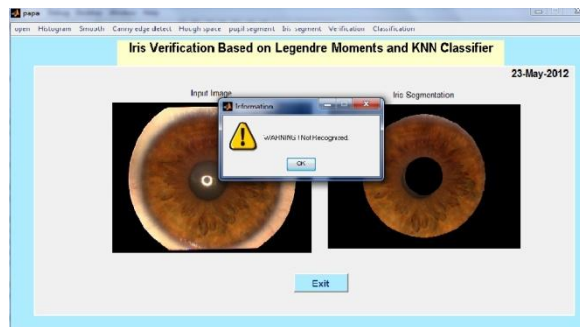 papa
open Histogram Smooth Canny edge detect Hough space pupil segment Iris segment Verification Classification
Iris Verification Based on Legendre Moments and KNN Classifier
23-May-2012
Input Image
Iris Segmentation
Information
WARNING ! Not Recognized.
OK
Exit